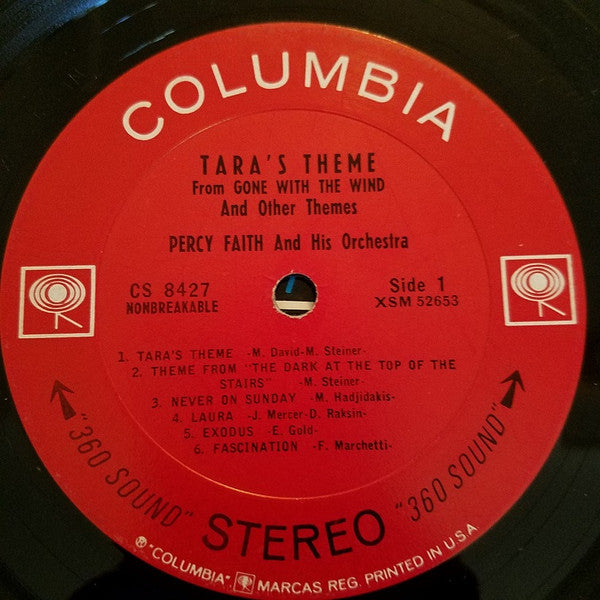 COLUMBIA
TARA'S THEME
From GONE WITH THE WIND
And Other Themes
PERCY FAITH And His Orchestra
CS 8427
NONBREAKABLE
Side 1
XSM 52653
1. TARA'S THEME -M. David-M. Steiner-
2. THEME FROM "THE DARK AT THE TOP OF THE
STAIRS" -M. Steiner-
3. NEVER ON SUNDAY -M. Hadjidakis-
4. LAURA -J. Mercer-D. Raksin-
5. EXODUS -E. Gold-
6. FASCINATION -F. Marchetti-
"360 SOUND" STEREO "360 SOUND"
® "COLUMBIA", MARCAS REG. PRINTED IN U.S.A.